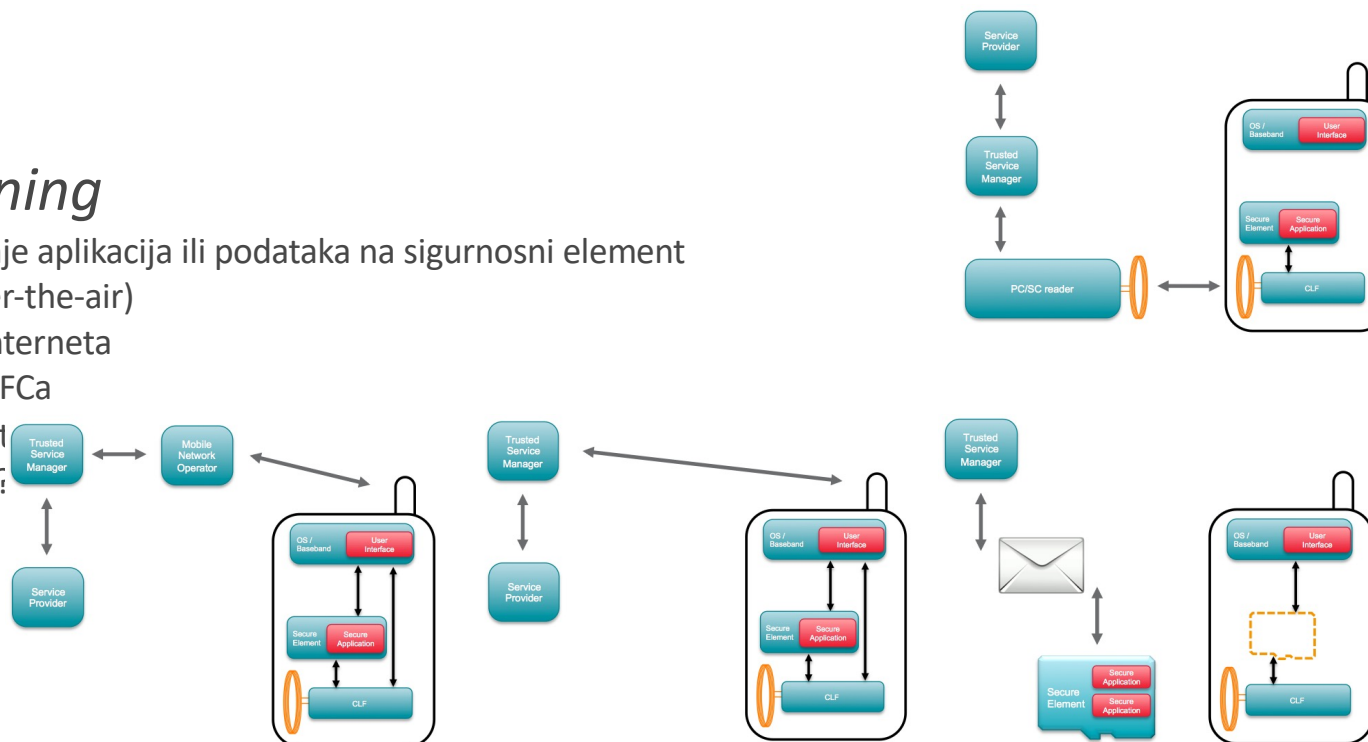 Service
Provider
Trusted
Service
Manager
PC/SC reader
OS /
Baseband
User
Interface
Secure
Element
Secure
Application
CLF
ning
je aplikacija ili podataka na sigurnosni element
r-the-air)
nterneta
FCa
Trusted
Service
Manager
Mobile
Network
Operator
Service
Provider
OS /
Baseband
User
Interface
Secure
Element
Secure
Application
CLF
Trusted
Service
Manager
Service
Provider
OS /
Baseband
User
Interface
Secure
Element
Secure
Application
CLF
Trusted
Service
Manager
Secure
Element
Secure
Application
Secure
Application
OS /
Baseband
User
Interface
CLF